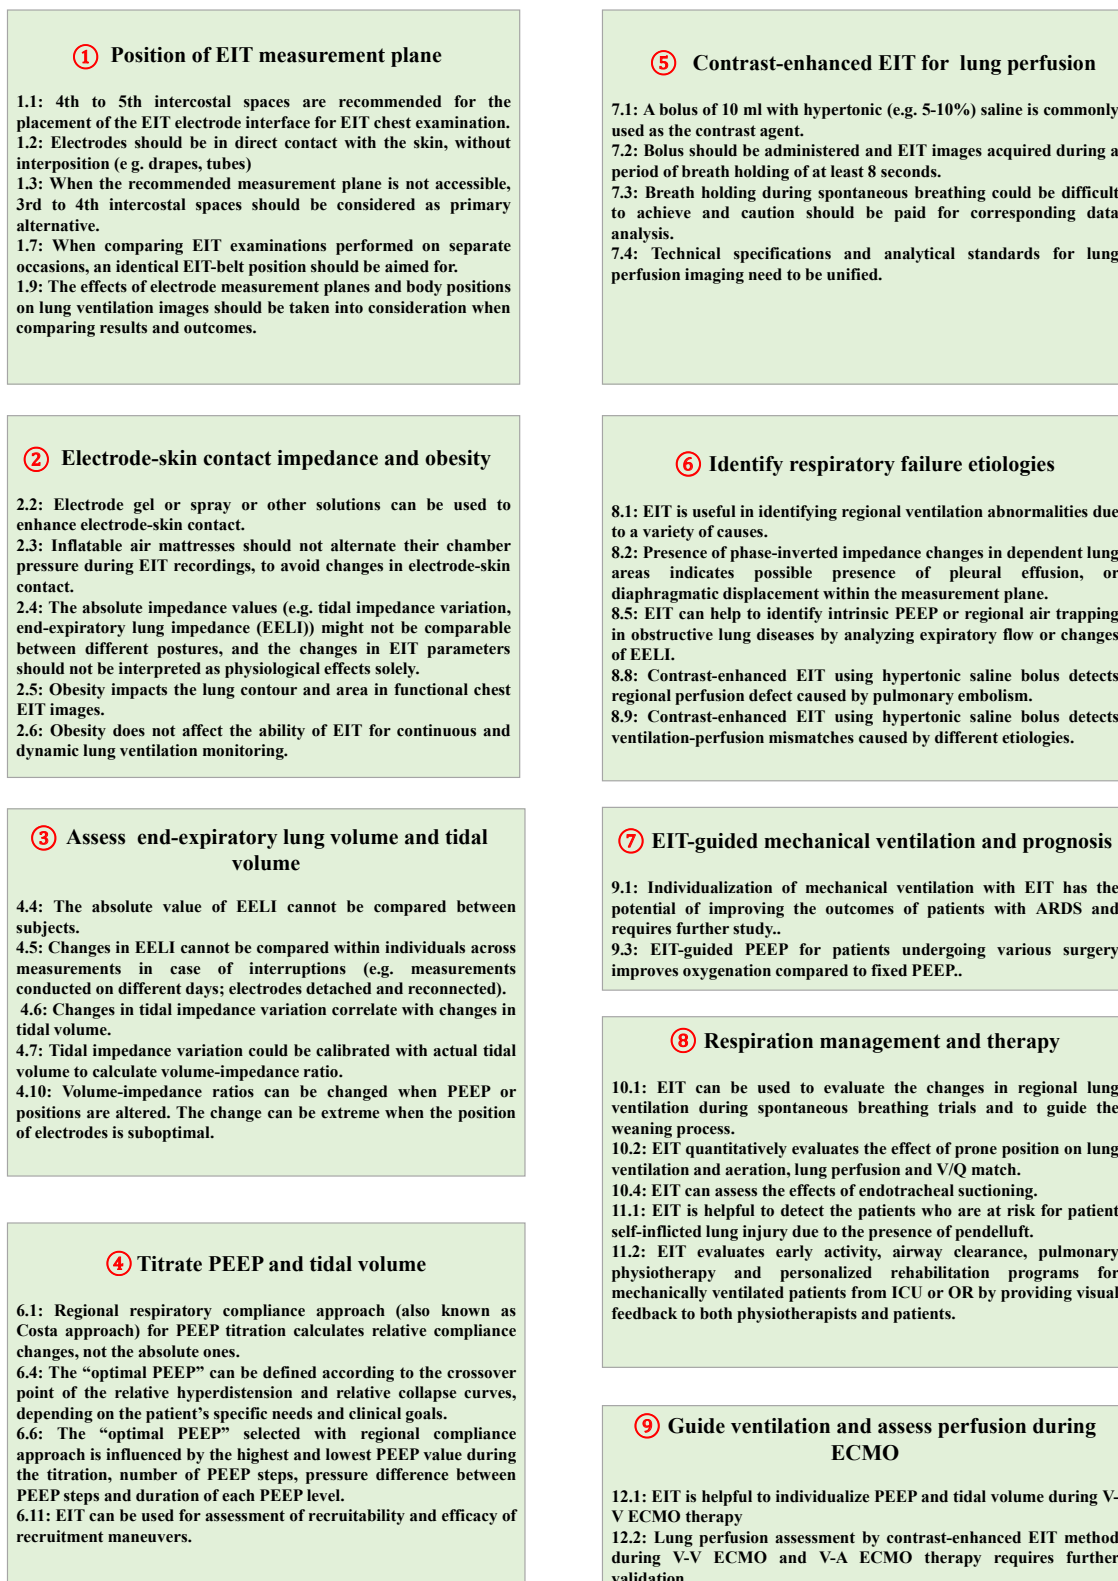 ① Position of EIT measurement plane
1.1: 4th to 5th intercostal spaces are recommended for the
placement of the EIT electrode interface for EIT chest examination.
1.2: Electrodes should be in direct contact with the skin, without
interposition (e g. drapes, tubes)
1.3: When the recommended measurement plane is not accessible,
3rd to 4th intercostal spaces should be considered as primary
alternative.
1.7: When comparing EIT examinations performed on separate
occasions, an identical EIT-belt position should be aimed for.
1.9: The effects of electrode measurement planes and body positions
on lung ventilation images should be taken into consideration when
comparing results and outcomes.
② Electrode-skin contact impedance and obesity
2.2: Electrode gel or spray or other solutions can be used to
enhance electrode-skin contact.
2.3: Inflatable air mattresses should not alternate their chamber
pressure during EIT recordings, to avoid changes in electrode-skin
contact.
2.4: The absolute impedance values (e.g. tidal impedance variation,
end-expiratory lung impedance (EELI)) might not be comparable
between different postures, and the changes in EIT parameters
should not be interpreted as physiological effects solely.
2.5: Obesity impacts the lung contour and area in functional chest
EIT images.
2.6: Obesity does not affect the ability of EIT for continuous and
dynamic lung ventilation monitoring.
③ Assess end-expiratory lung volume and tidal
volume
4.4: The absolute value of EELI cannot be compared between
subjects.
4.5: Changes in EELI cannot be compared within individuals across
measurements in case of interruptions (e.g. measurements
conducted on different days; electrodes detached and reconnected).
4.6: Changes in tidal impedance variation correlate with changes in
tidal volume.
4.7: Tidal impedance variation could be calibrated with actual tidal
volume to calculate volume-impedance ratio.
4.10: Volume-impedance ratios can be changed when PEEP or
positions are altered. The change can be extreme when the position
of electrodes is suboptimal.
④ Titrate PEEP and tidal volume
6.1: Regional respiratory compliance approach (also known as
Costa approach) for PEEP titration calculates relative compliance
changes, not the absolute ones.
6.4: The “optimal PEEP” can be defined according to the crossover
point of the relative hyperdistension and relative collapse curves,
depending on the patient’s specific needs and clinical goals.
6.6: The “optimal PEEP” selected with regional compliance
approach is influenced by the highest and lowest PEEP value during
the titration, number of PEEP steps, pressure difference between
PEEP steps and duration of each PEEP level.
6.11: EIT can be used for assessment of recruitability and efficacy of
recruitment maneuvers.
⑤ Contrast-enhanced EIT for lung perfusion
7.1: A bolus of 10 ml with hypertonic (e.g. 5-10%) saline is commonly
used as the contrast agent.
7.2: Bolus should be administered and EIT images acquired during a
period of breath holding of at least 8 seconds.
7.3: Breath holding during spontaneous breathing could be difficult
to achieve and caution should be paid for corresponding data
analysis.
7.4: Technical specifications and analytical standards for lung
perfusion imaging need to be unified.
⑥ Identify respiratory failure etiologies
8.1: EIT is useful in identifying regional ventilation abnormalities due
to a variety of causes.
8.2: Presence of phase-inverted impedance changes in dependent lung
areas indicates possible presence of pleural effusion, or
diaphragmatic displacement within the measurement plane.
8.5: EIT can help to identify intrinsic PEEP or regional air trapping
in obstructive lung diseases by analyzing expiratory flow or changes
of EELI.
8.8: Contrast-enhanced EIT using hypertonic saline bolus detects
regional perfusion defect caused by pulmonary embolism.
8.9: Contrast-enhanced EIT using hypertonic saline bolus detects
ventilation-perfusion mismatches caused by different etiologies.
⑦ EIT-guided mechanical ventilation and prognosis
9.1: Individualization of mechanical ventilation with EIT has the
potential of improving the outcomes of patients with ARDS and
requires further study..
9.3: EIT-guided PEEP for patients undergoing various surgery
improves oxygenation compared to fixed PEEP..
⑧ Respiration management and therapy
10.1: EIT can be used to evaluate the changes in regional lung
ventilation during spontaneous breathing trials and to guide the
weaning process.
10.2: EIT quantitatively evaluates the effect of prone position on lung
ventilation and aeration, lung perfusion and V/Q match.
10.4: EIT can assess the effects of endotracheal suctioning.
11.1: EIT is helpful to detect the patients who are at risk for patient
self-inflicted lung injury due to the presence of pendelluft.
11.2: EIT evaluates early activity, airway clearance, pulmonary
physiotherapy and personalized rehabilitation programs for
mechanically ventilated patients from ICU or OR by providing visual
feedback to both physiotherapists and patients.
⑨ Guide ventilation and assess perfusion during
ECMO
12.1: EIT is helpful to individualize PEEP and tidal volume during V-
V ECMO therapy
12.2: Lung perfusion assessment by contrast-enhanced EIT method
during V-V ECMO and V-A ECMO therapy requires further
validation